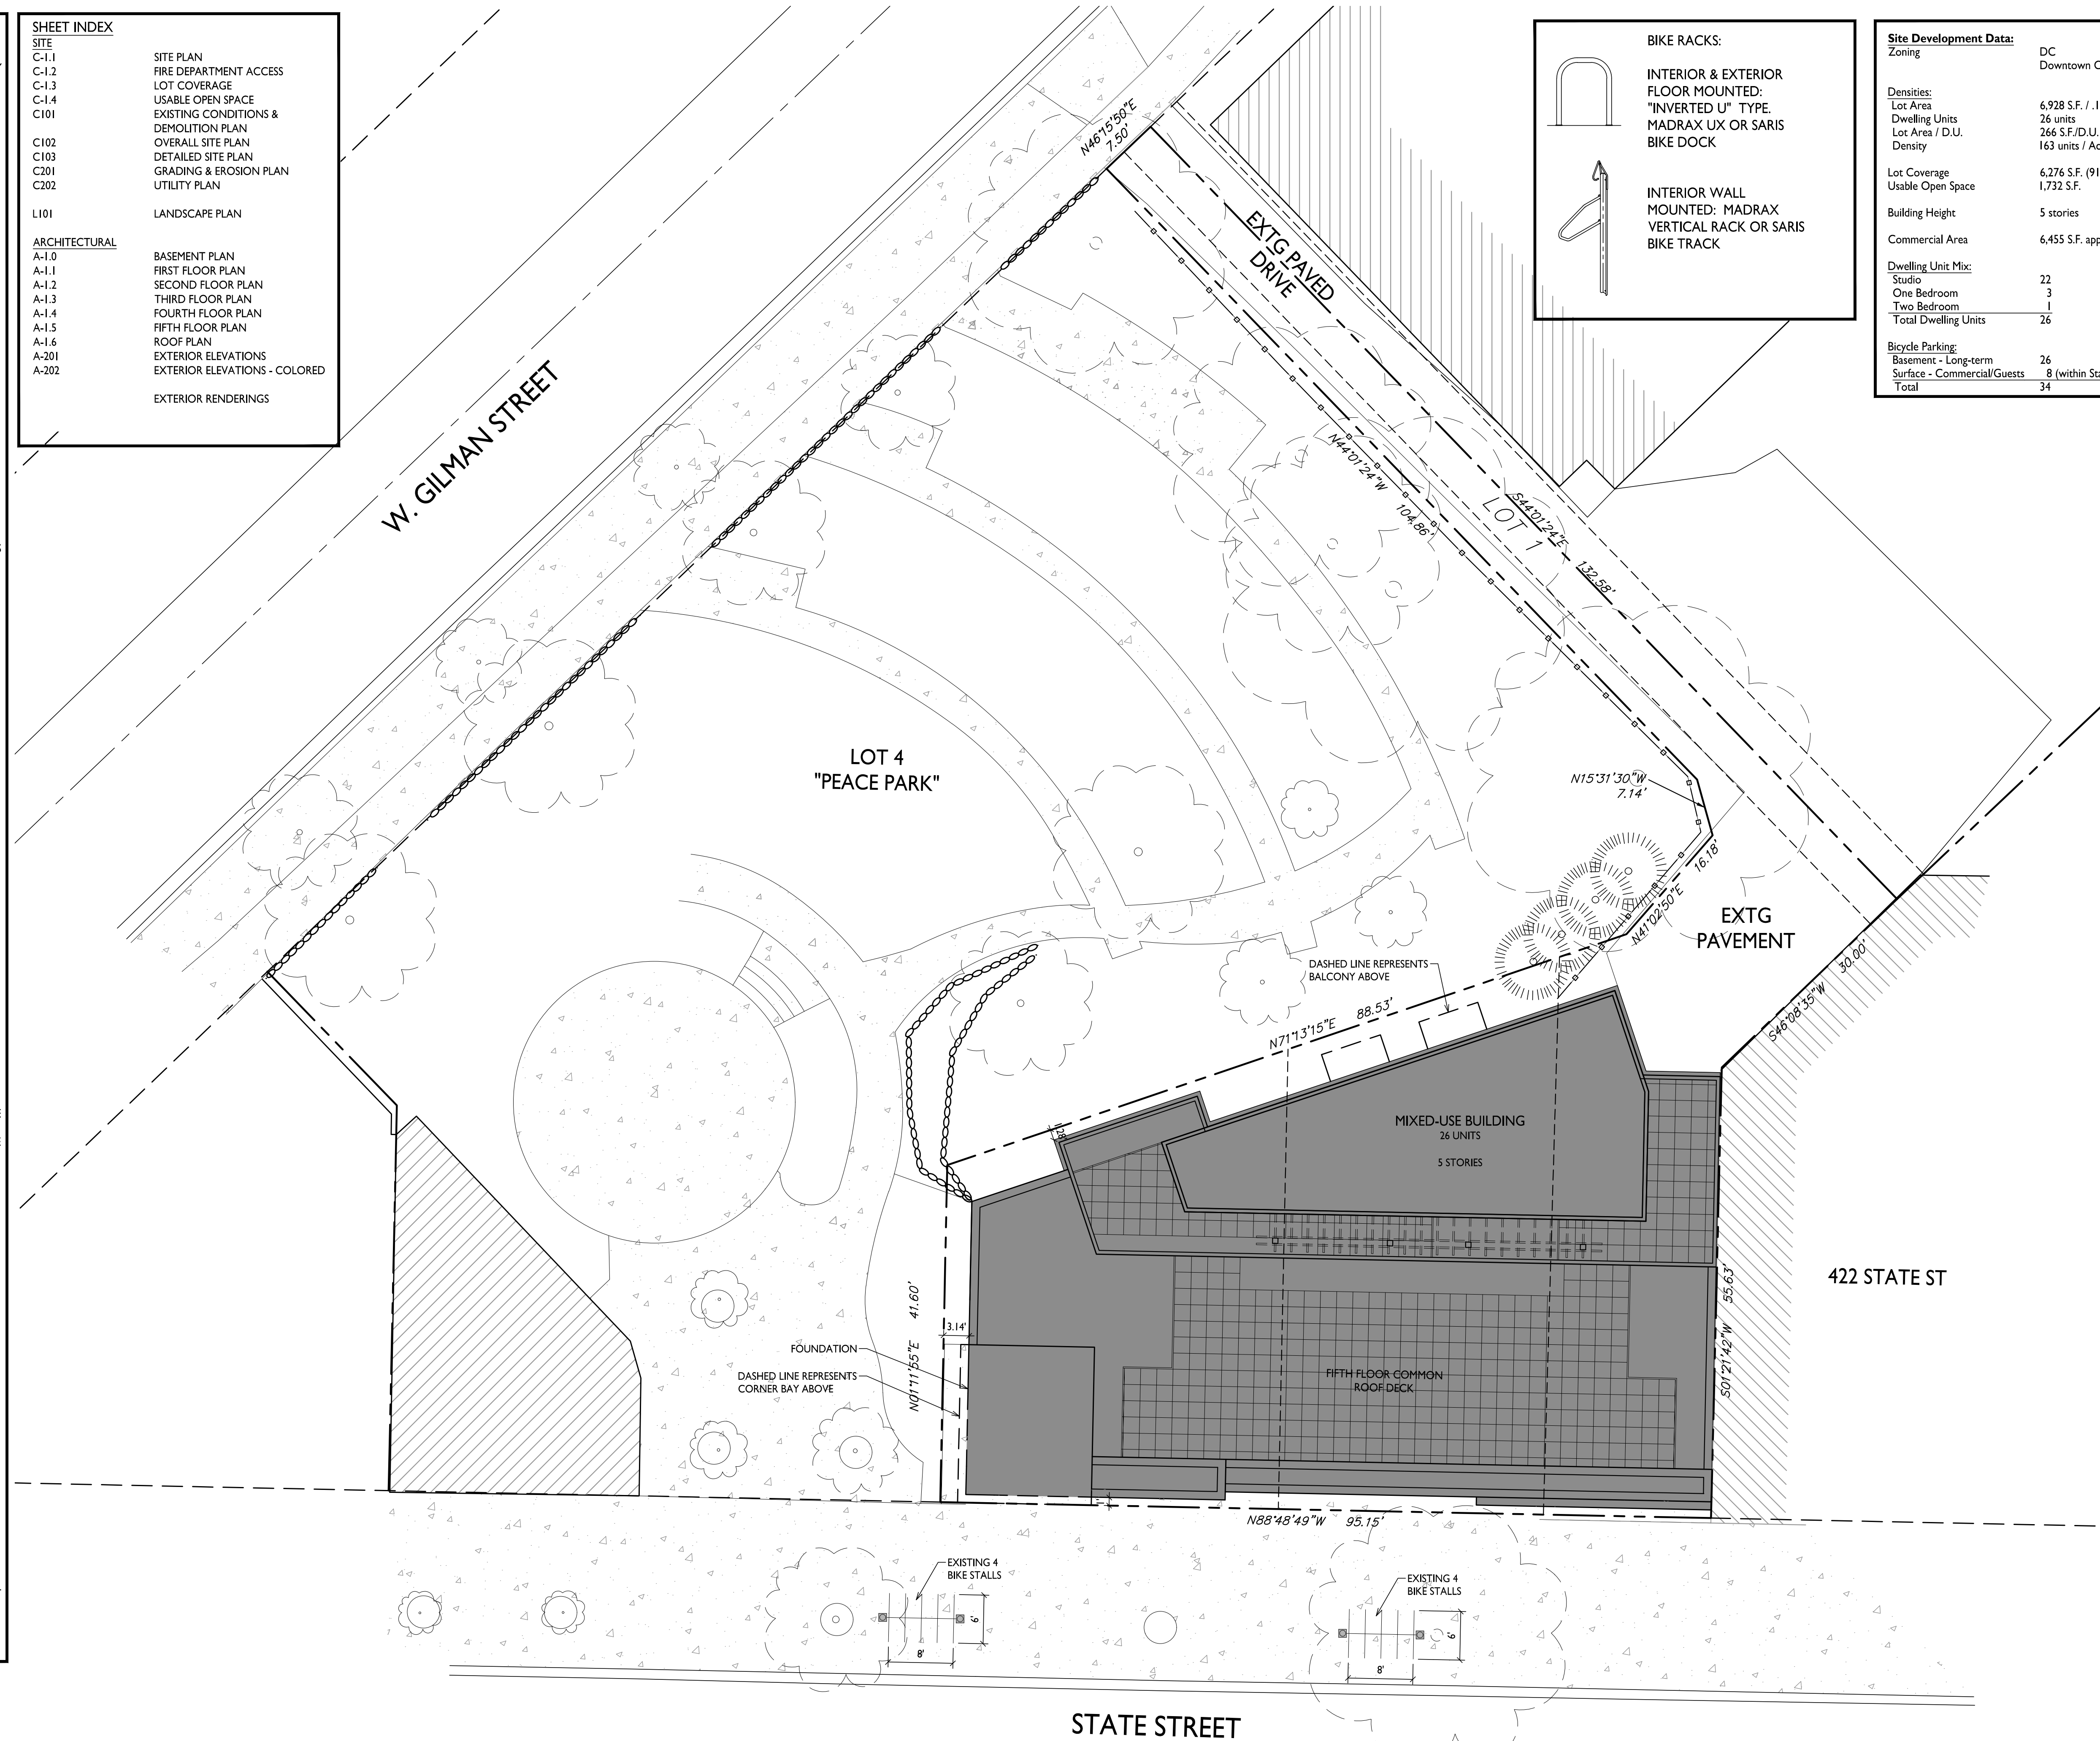 SHEET INDEX
SITE
C-1.1 SITE PLAN
C-1.2 FIRE DEPARTMENT ACCESS
C-1.3 LOT COVERAGE
C-1.4 USABLE OPEN SPACE
C101 EXISTING CONDITIONS &
DEMOLITION PLAN
C102 OVERALL SITE PLAN
C103 DETAILED SITE PLAN
C201 GRADING & EROSION PLAN
C202 UTILITY PLAN
L101 LANDSCAPE PLAN
ARCHITECTURAL
A-1.0 BASEMENT PLAN
A-1.1 FIRST FLOOR PLAN
A-1.2 SECOND FLOOR PLAN
A-1.3 THIRD FLOOR PLAN
A-1.4 FOURTH FLOOR PLAN
A-1.5 FIFTH FLOOR PLAN
A-1.6 ROOF PLAN
A-201 EXTERIOR ELEVATIONS
A-202 EXTERIOR ELEVATIONS - COLORED
EXTERIOR RENDERINGS
BIKE RACKS:
INTERIOR & EXTERIOR
FLOOR MOUNTED:
"INVERTED U" TYPE.
MADRAX UX OR SARIS
BIKE DOCK
INTERIOR WALL
MOUNTED: MADRAX
VERTICAL RACK OR SARIS
BIKE TRACK
Site Development Data:
Zoning DC
Downtown C
Densities:
Lot Area 6,928 S.F. / .1
Dwelling Units 26 units
Lot Area / D.U. 266 S.F./D.U.
Density 163 units / Ac
Lot Coverage 6,276 S.F. (91
Usable Open Space 1,732 S.F.
Building Height 5 stories
Commercial Area 6,455 S.F. app
Dwelling Unit Mix:
Studio 22
One Bedroom 3
Two Bedroom 1
Total Dwelling Units 26
Bicycle Parking:
Basement - Long-term 26
Surface - Commercial/Guests 8 (within Sta
Total 34
W. GILMAN STREET
N46°15'50"E
7.50'
EXTG PAVED
DRIVE
N44°01'24"W
104.86'
LOT 1
S44°01'24"E
132.58'
LOT 4
"PEACE PARK"
N15°31'30"W
7.14'
16.18'
N41°02'50"E
EXTG
PAVEMENT
30.00'
S46°08'35"W
DASHED LINE REPRESENTS
BALCONY ABOVE
N71°13'15"E 88.53'
1.28'
MIXED-USE BUILDING
26 UNITS
5 STORIES
422 STATE ST
55.63'
S01°21'42"W
41.60'
N01°11'55"E
3.14'
FOUNDATION
DASHED LINE REPRESENTS
CORNER BAY ABOVE
FIFTH FLOOR COMMON
ROOF DECK
N88°48'49"W 95.15'
EXISTING 4
BIKE STALLS
6'
8'
EXISTING 4
BIKE STALLS
6'
8'
STATE STREET